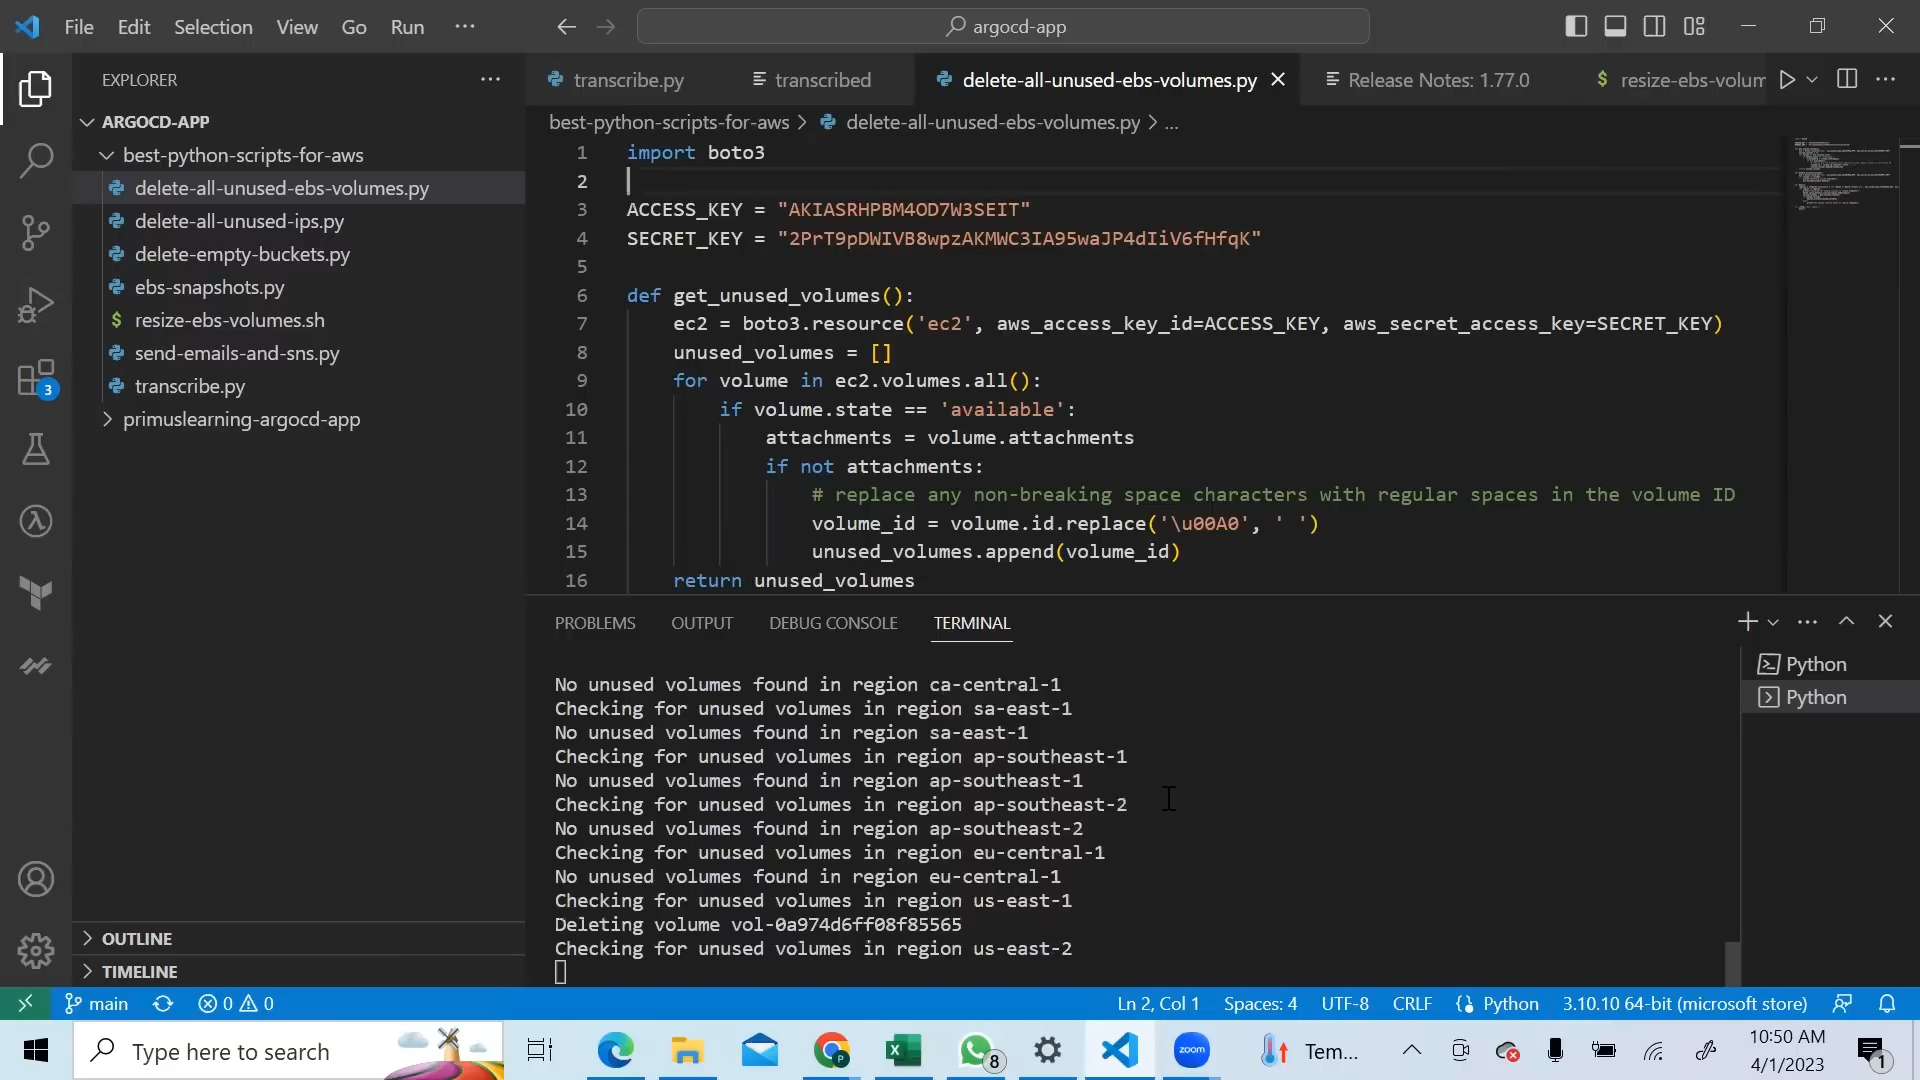 File Edit Selection View Go Run ... argocd-app
EXPLORER
ARGOCD-APP
best-python-scripts-for-aws
delete-all-unused-ebs-volumes.py
delete-all-unused-ips.py
delete-empty-buckets.py
ebs-snapshots.py
resize-ebs-volumes.sh
send-emails-and-sns.py
transcribe.py
primuslearning-argocd-app
OUTLINE
TIMELINE
3
transcribe.py transcribed delete-all-unused-ebs-volumes.py Release Notes: 1.77.0 resize-ebs-volum
best-python-scripts-for-aws > delete-all-unused-ebs-volumes.py > ...
1 import boto3
2
3 ACCESS_KEY = "AKIASRHPBM4OD7W3SEIT"
4 SECRET_KEY = "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"
5
6 def get_unused_volumes():
7 ec2 = boto3.resource('ec2', aws_access_key_id=ACCESS_KEY, aws_secret_access_key=SECRET_KEY)
8 unused_volumes = []
9 for volume in ec2.volumes.all():
10 if volume.state == 'available':
11 attachments = volume.attachments
12 if not attachments:
13 # replace any non-breaking space characters with regular spaces in the volume ID
14 volume_id = volume.id.replace('\u00A0', ' ')
15 unused_volumes.append(volume_id)
16 return unused_volumes
PROBLEMS OUTPUT DEBUG CONSOLE TERMINAL
No unused volumes found in region ca-central-1
Checking for unused volumes in region sa-east-1
No unused volumes found in region sa-east-1
Checking for unused volumes in region ap-southeast-1
No unused volumes found in region ap-southeast-1
Checking for unused volumes in region ap-southeast-2
No unused volumes found in region ap-southeast-2
Checking for unused volumes in region eu-central-1
No unused volumes found in region eu-central-1
Checking for unused volumes in region us-east-1
Deleting volume vol-0a974d6ff08f85565
Checking for unused volumes in region us-east-2
Python
Python
main 0 0 Ln 2, Col 1 Spaces: 4 UTF-8 CRLF Python 3.10.10 64-bit (microsoft store)
Type here to search zoom 8 Tem... 10:50 AM
4/1/2023 1